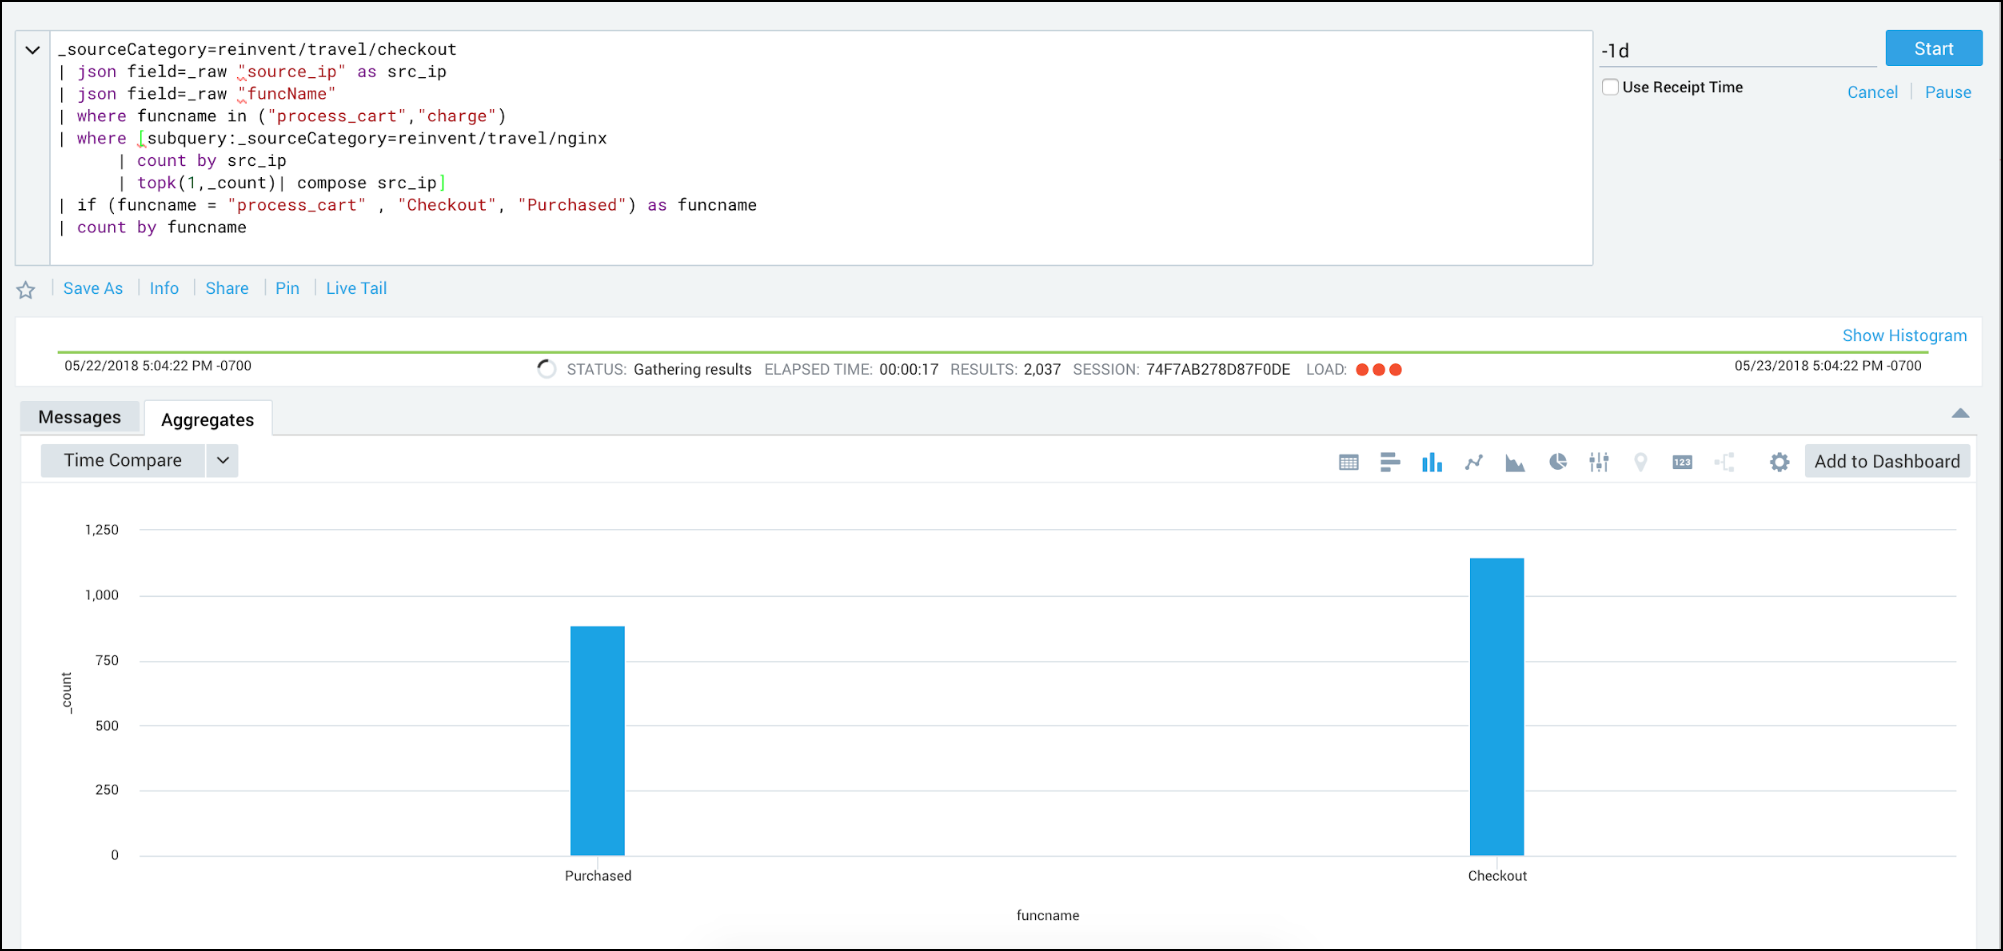 _sourceCategory=reinvent/travel/checkout
| json field=_raw "source_ip" as src_ip
| json field=_raw "funcName"
| where funcname in ("process_cart","charge")
| where [subquery:_sourceCategory=reinvent/travel/nginx
| count by src_ip
| topk(1,_count)| compose src_ip]
| if (funcname = "process_cart" , "Checkout", "Purchased") as funcname
| count by funcname
-1d
Start
Use Receipt Time
Cancel
Pause
Save As
Info
Share
Pin
Live Tail
Show Histogram
05/22/2018 5:04:22 PM -0700
STATUS: Gathering results ELAPSED TIME: 00:00:17 RESULTS: 2,037 SESSION: 74F7AB278D87F0DE LOAD:
05/23/2018 5:04:22 PM -0700
Messages
Aggregates
Time Compare
123
Add to Dashboard
1,250
1,000
750
500
250
0
_count
Purchased
Checkout
funcname